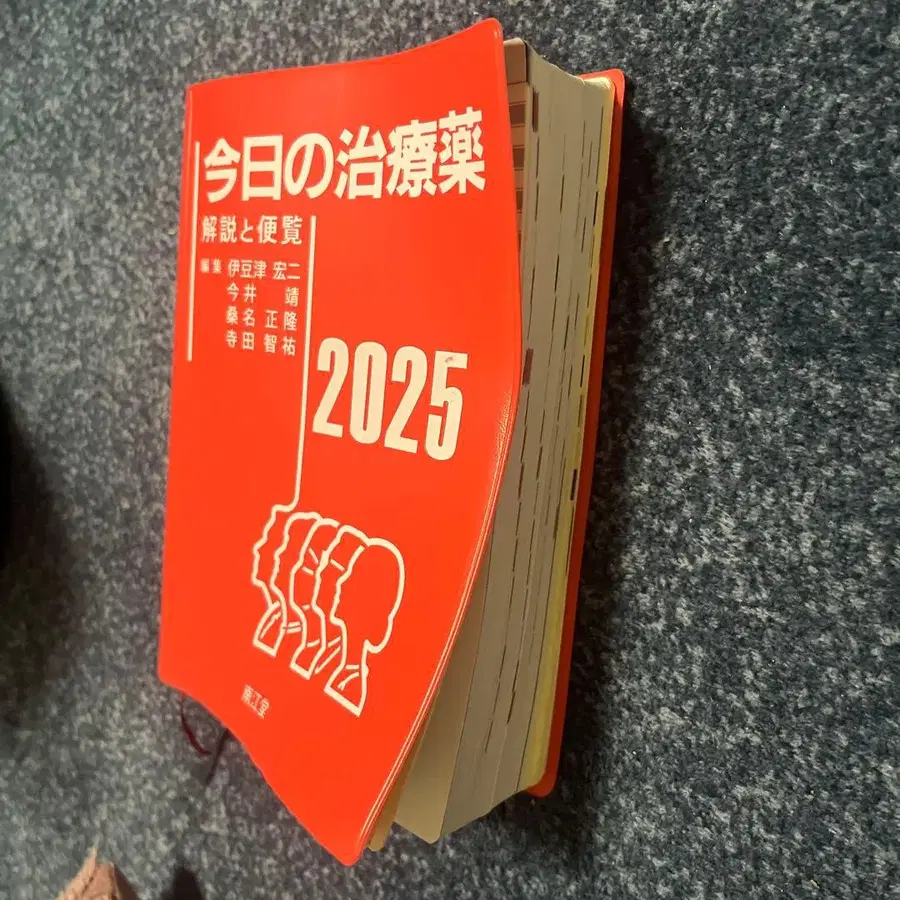 今日の治療薬
解説と便覧
編集 伊豆津 宏二
今井 靖
桑名 正隆
寺田 智祐
2025
南江堂